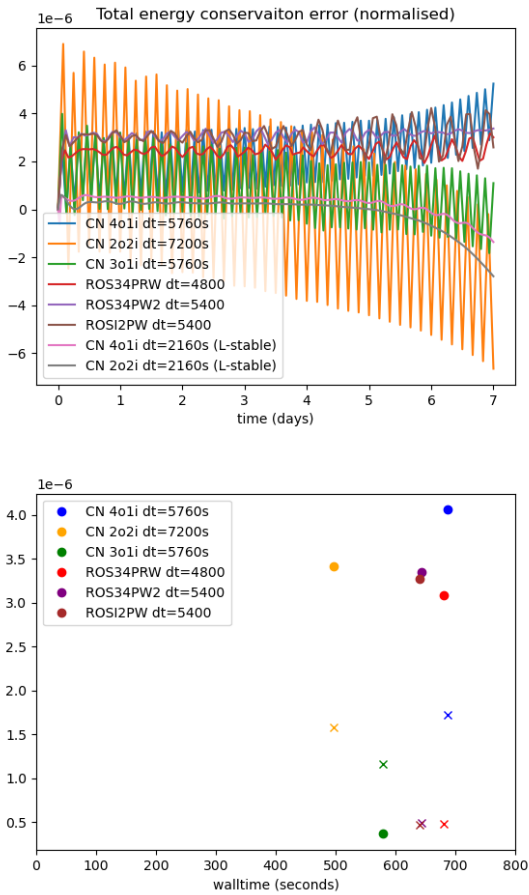 Total energy conservaiton error (normalised)
1e−6
6
4
2
0
−2
−4
−6
CN 4o1i dt=5760s
CN 2o2i dt=7200s
CN 3o1i dt=5760s
ROS34PRW dt=4800
ROS34PW2 dt=5400
ROSI2PW dt=5400
CN 4o1i dt=2160s (L-stable)
CN 2o2i dt=2160s (L-stable)
0 1 2 3 4 5 6 7
time (days)
1e−6
4.0
3.5
3.0
2.5
2.0
1.5
1.0
0.5
CN 4o1i dt=5760s
CN 2o2i dt=7200s
CN 3o1i dt=5760s
ROS34PRW dt=4800
ROS34PW2 dt=5400
ROSI2PW dt=5400
0 100 200 300 400 500 600 700 800
walltime (seconds)